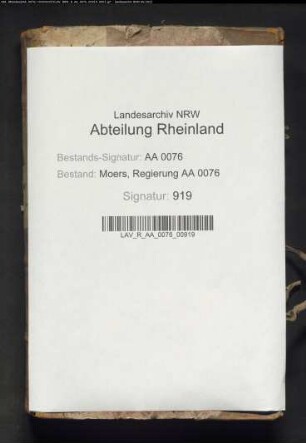 Landesarchiv NRW
Abteilung Rheinland
Bestands-Signatur: AA 0076
Bestand: Moers, Regierung AA 0076
Signatur: 919
LAV_R_AA_0076_00919